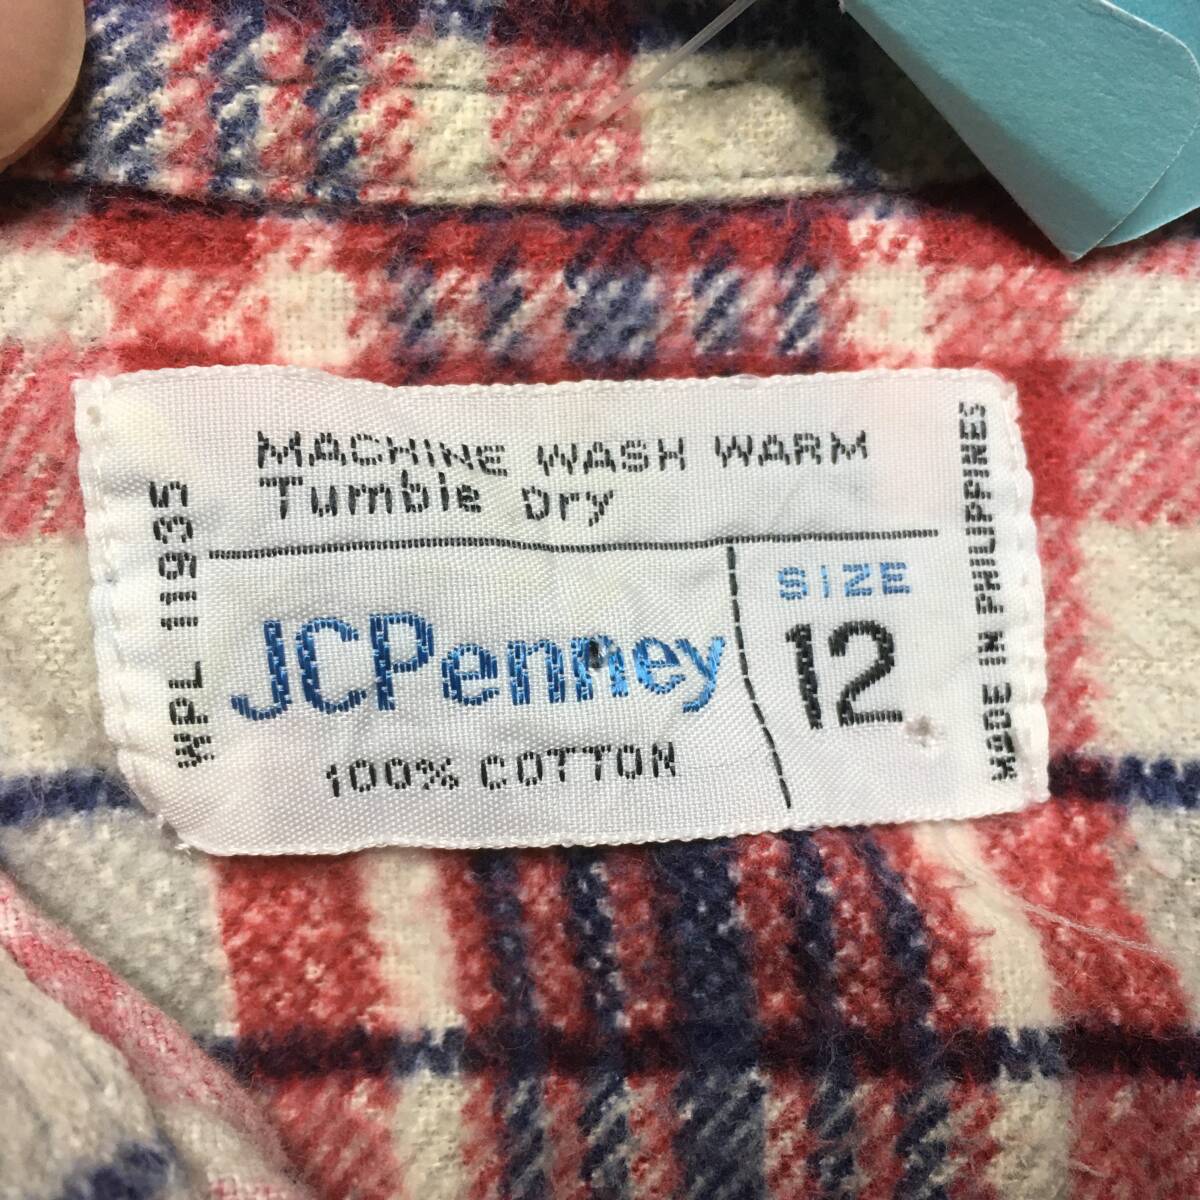 MACHINE WASH WARM
Tumble Dry
WPL 11935
JCPenney
100% COTTON
SIZE
12
MADE IN PHILIPPINES